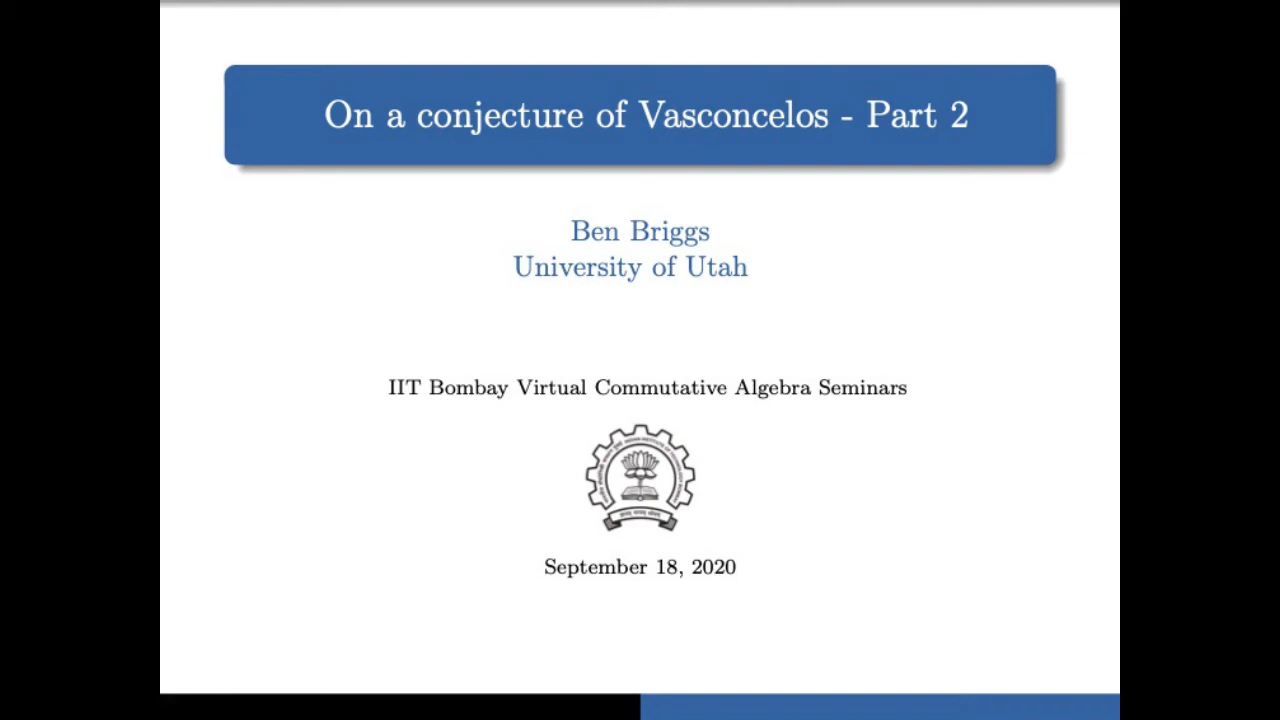 On a conjecture of Vasconcelos - Part 2
Ben Briggs
University of Utah
IIT Bombay Virtual Commutative Algebra Seminars
September 18, 2020